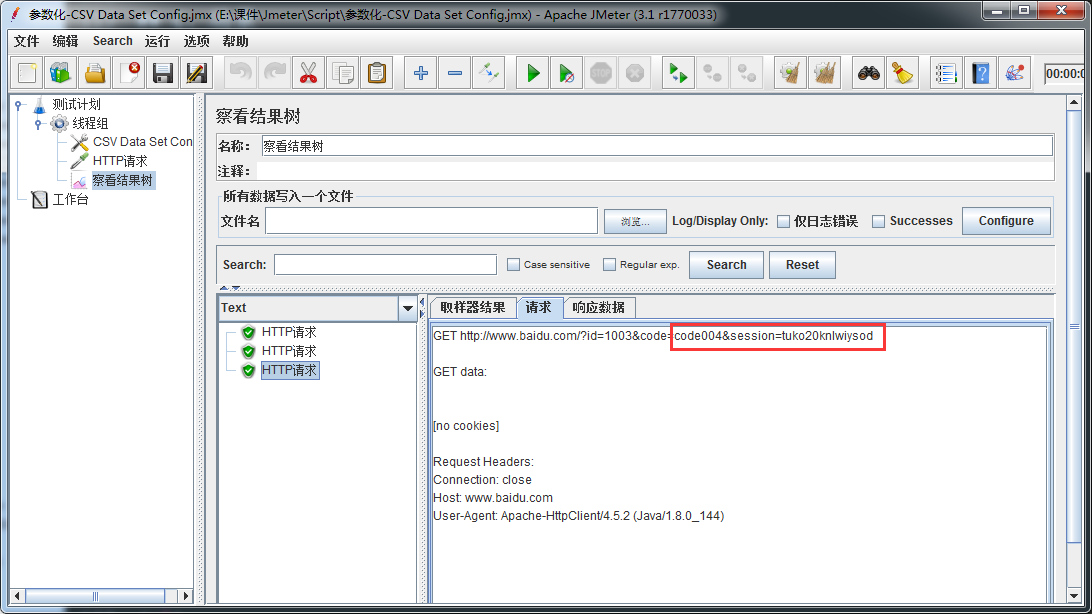 参数化-CSV Data Set Config.jmx (E:\课件\Jmeter\Script\参数化-CSV Data Set Config.jmx) - Apache JMeter (3.1 r1770033)
文件 编辑 Search 运行 选项 帮助
00:00:0
测试计划
线程组
CSV Data Set Con
HTTP请求
察看结果树
工作台
察看结果树
名称: 察看结果树
注释:
所有数据写入一个文件
文件名 浏览... Log/Display Only: 仅日志错误 Successes Configure
Search: Case sensitive Regular exp. Search Reset
Text
HTTP请求
HTTP请求
HTTP请求
取样器结果 请求 响应数据
GET http://www.baidu.com/?id=1003&code=code004&session=tuko20knlwiysod
GET data:
[no cookies]
Request Headers:
Connection: close
Host: www.baidu.com
User-Agent: Apache-HttpClient/4.5.2 (Java/1.8.0_144)